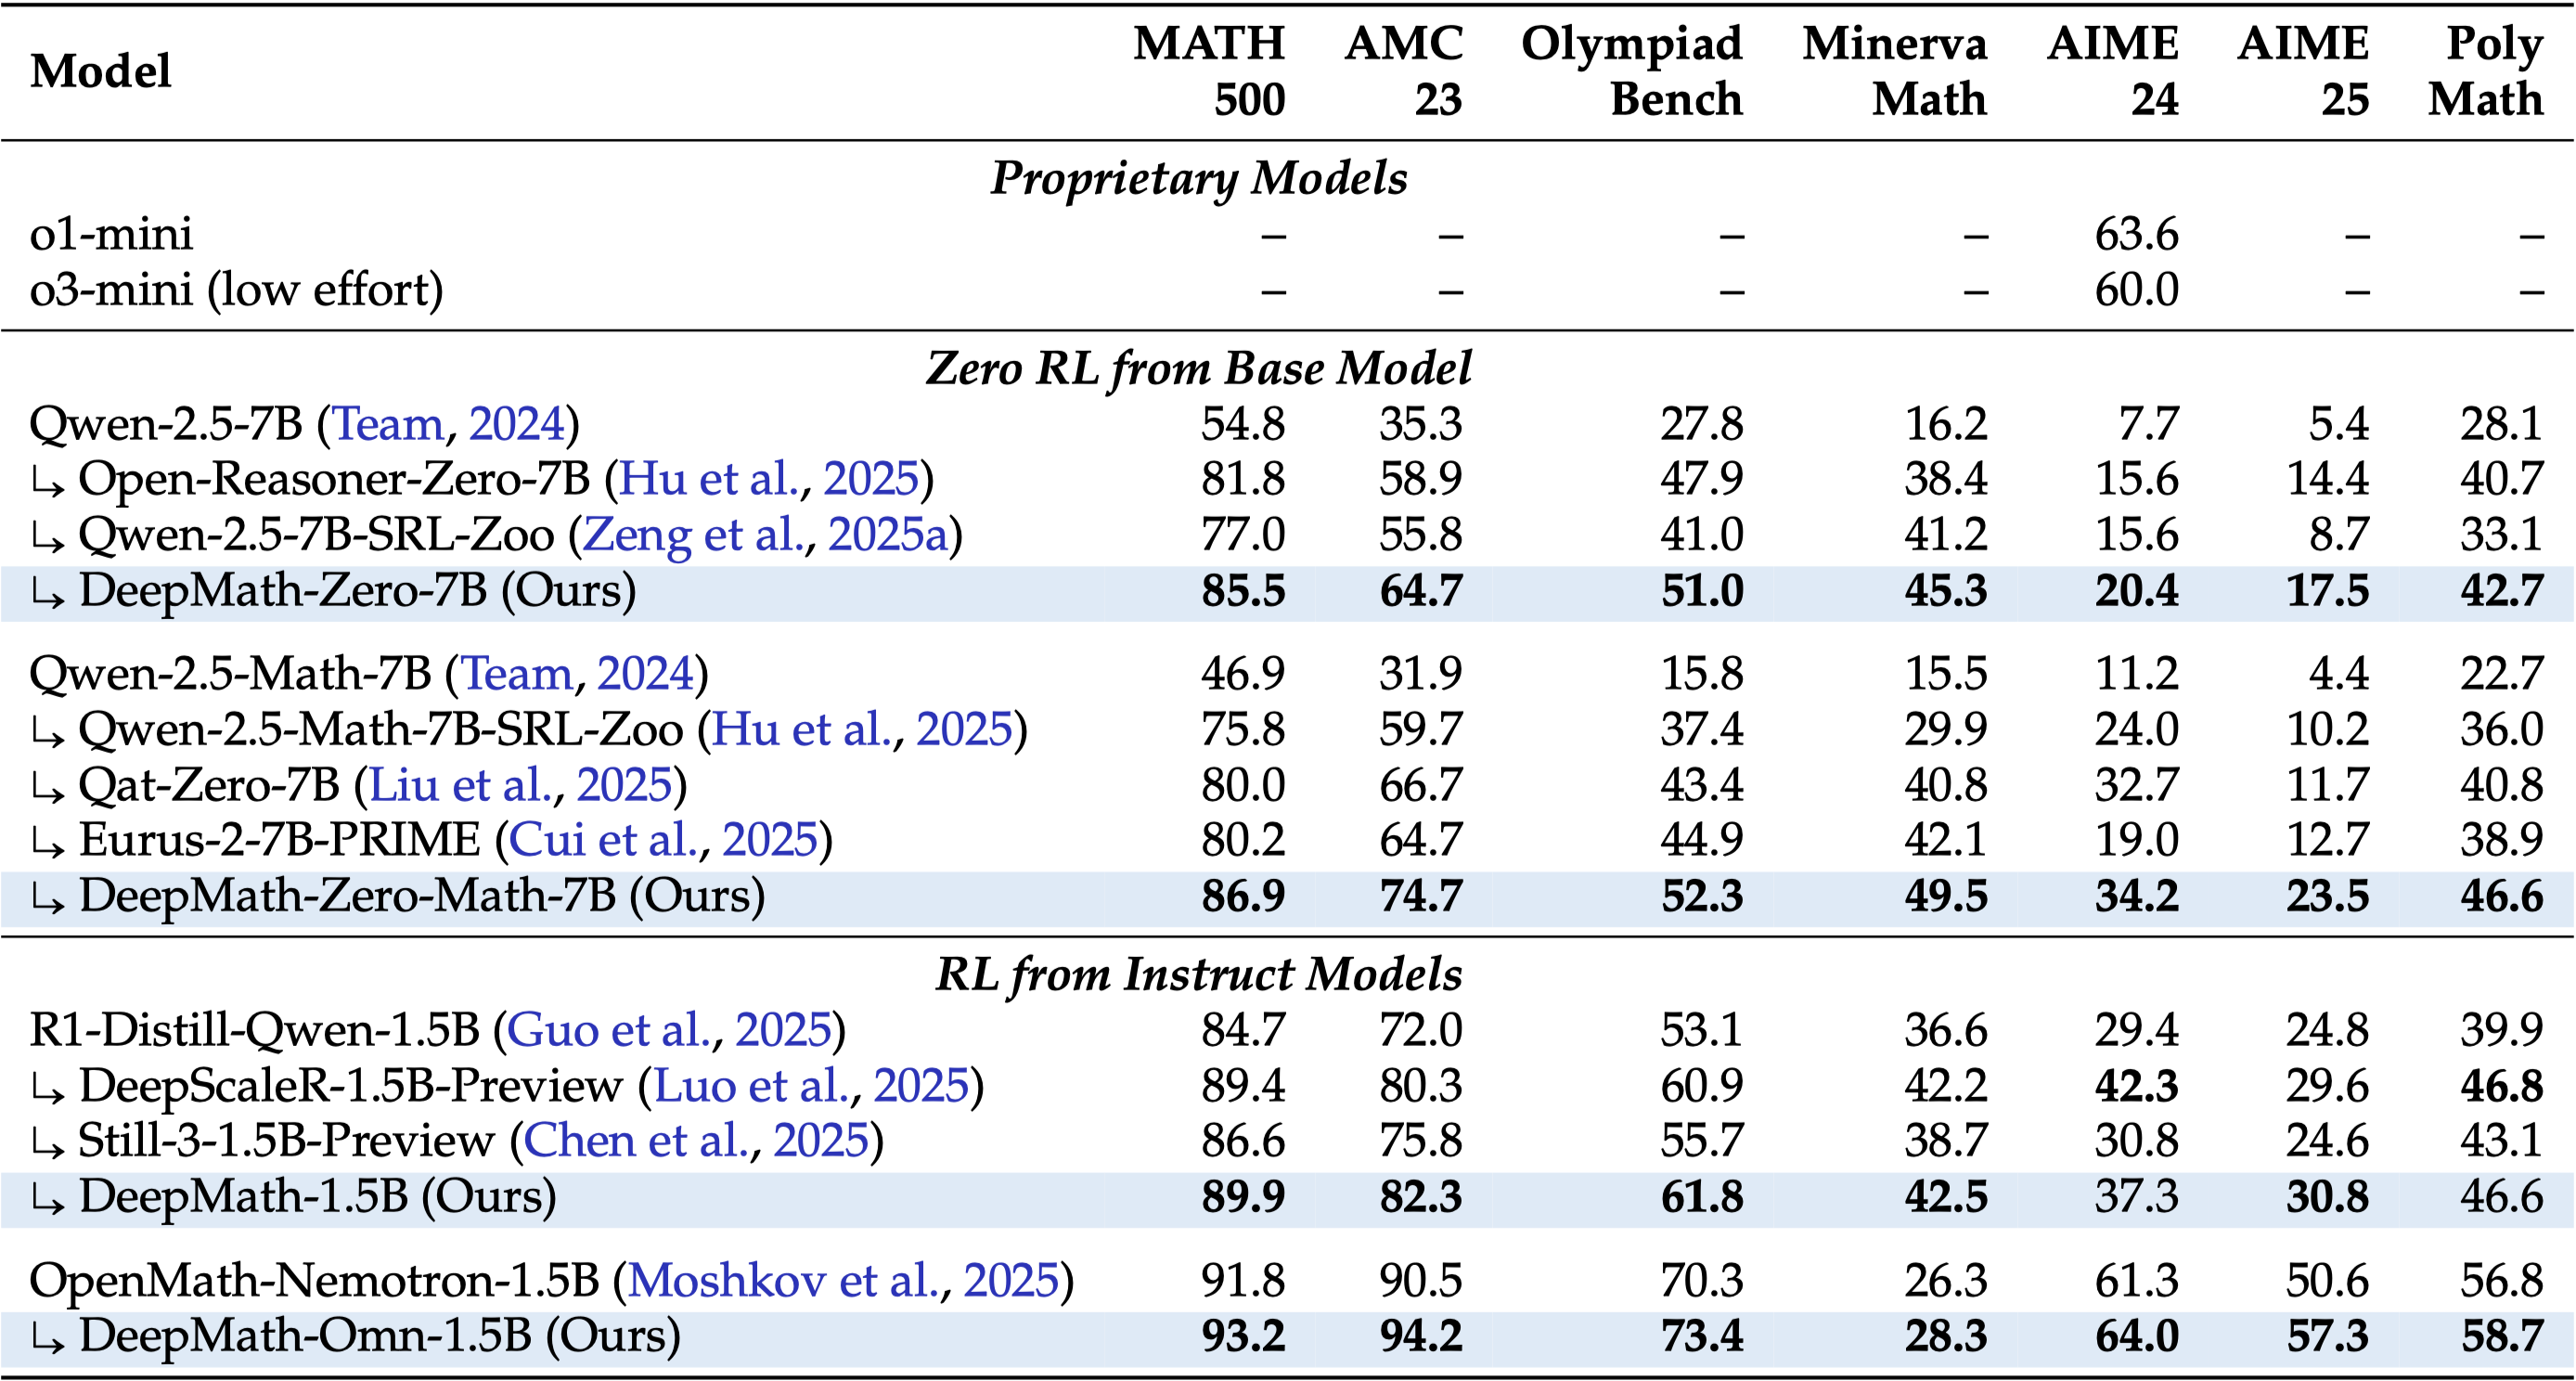 Model MATH 500 AMC 23 Olympiad Bench Minerva Math AIME 24 AIME 25 Poly Math
Proprietary Models
o1-mini – – – – 63.6 – –
o3-mini (low effort) – – – – 60.0 – –
Zero RL from Base Model
Qwen-2.5-7B (Team, 2024) 54.8 35.3 27.8 16.2 7.7 5.4 28.1
↳ Open-Reasoner-Zero-7B (Hu et al., 2025) 81.8 58.9 47.9 38.4 15.6 14.4 40.7
↳ Qwen-2.5-7B-SRL-Zoo (Zeng et al., 2025a) 77.0 55.8 41.0 41.2 15.6 8.7 33.1
↳ DeepMath-Zero-7B (Ours) 85.5 64.7 51.0 45.3 20.4 17.5 42.7
Qwen-2.5-Math-7B (Team, 2024) 46.9 31.9 15.8 15.5 11.2 4.4 22.7
↳ Qwen-2.5-Math-7B-SRL-Zoo (Hu et al., 2025) 75.8 59.7 37.4 29.9 24.0 10.2 36.0
↳ Qat-Zero-7B (Liu et al., 2025) 80.0 66.7 43.4 40.8 32.7 11.7 40.8
↳ Eurus-2-7B-PRIME (Cui et al., 2025) 80.2 64.7 44.9 42.1 19.0 12.7 38.9
↳ DeepMath-Zero-Math-7B (Ours) 86.9 74.7 52.3 49.5 34.2 23.5 46.6
RL from Instruct Models
R1-Distill-Qwen-1.5B (Guo et al., 2025) 84.7 72.0 53.1 36.6 29.4 24.8 39.9
↳ DeepScaleR-1.5B-Preview (Luo et al., 2025) 89.4 80.3 60.9 42.2 42.3 29.6 46.8
↳ Still-3-1.5B-Preview (Chen et al., 2025) 86.6 75.8 55.7 38.7 30.8 24.6 43.1
↳ DeepMath-1.5B (Ours) 89.9 82.3 61.8 42.5 37.3 30.8 46.6
OpenMath-Nemotron-1.5B (Moshkov et al., 2025) 91.8 90.5 70.3 26.3 61.3 50.6 56.8
↳ DeepMath-Omn-1.5B (Ours) 93.2 94.2 73.4 28.3 64.0 57.3 58.7